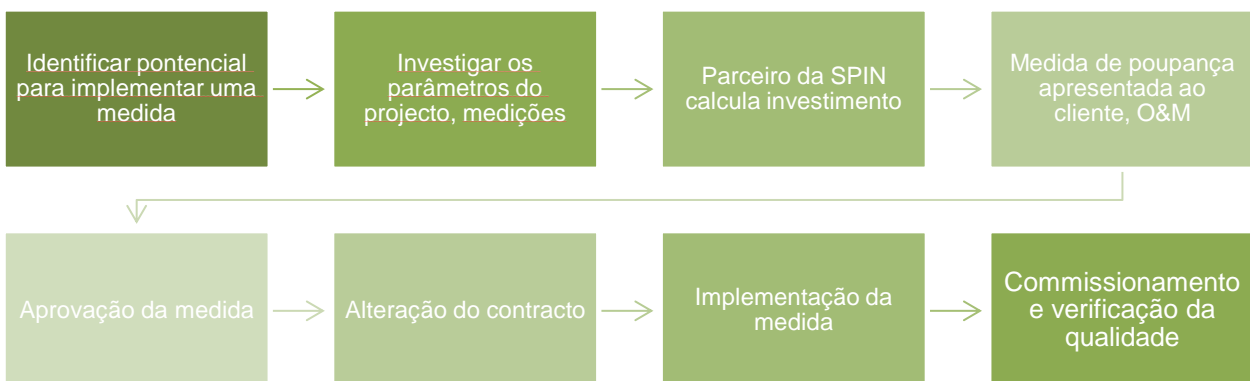 Identificar pontencial
para implementar uma
medida
Investigar os
parâmetros do
projecto, medições
Parceiro da SPIN
calcula investimento
Medida de poupança
apresentada ao
cliente, O&M
Aprovação da medida
Alteração do contracto
Implementação da
medida
Commissionamento
e verificação da
qualidade